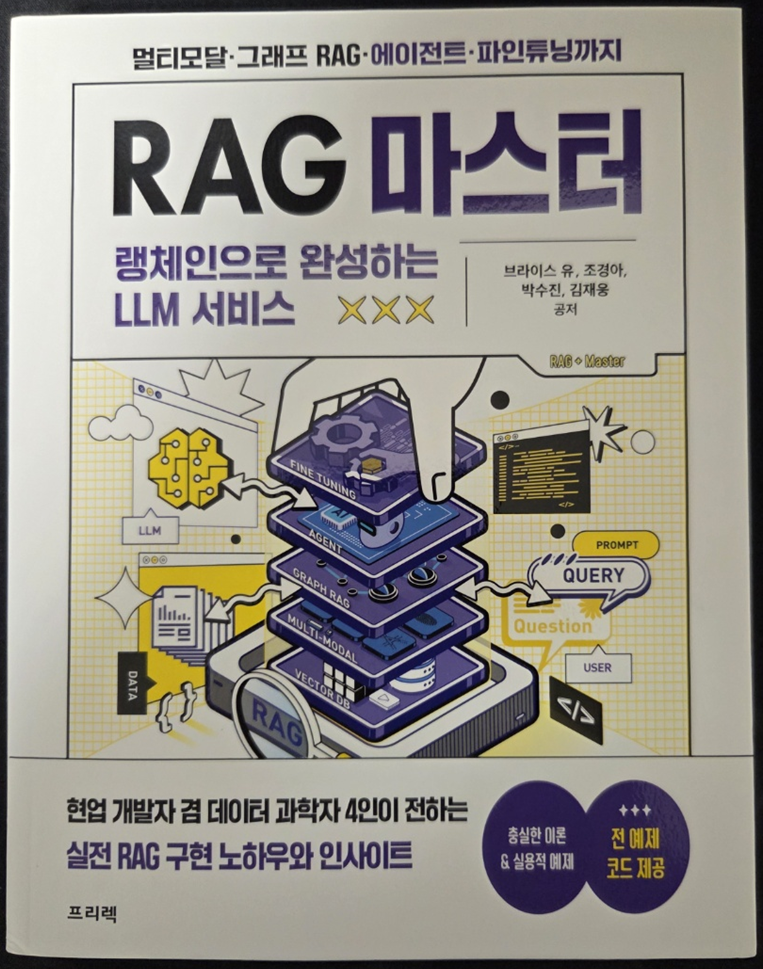 멀티모달·그래프 RAG·에이전트·파인튜닝까지
RAG 마스터
랭체인으로 완성하는
LLM 서비스
브라이스 유, 조경아,
박수진, 김재웅
공저
RAG + Master
FINE TUNING
AI
AGENT
GRAPH RAG
MULTI-MODAL
VECTOR DB
RAG
LLM
DATA
{ }
</>
</>
PROMPT
QUERY
Question
USER
</>
현업 개발자 겸 데이터 과학자 4인이 전하는
실전 RAG 구현 노하우와 인사이트
충실한 이론
& 실용적 예제
전 예제
코드 제공
프리렉